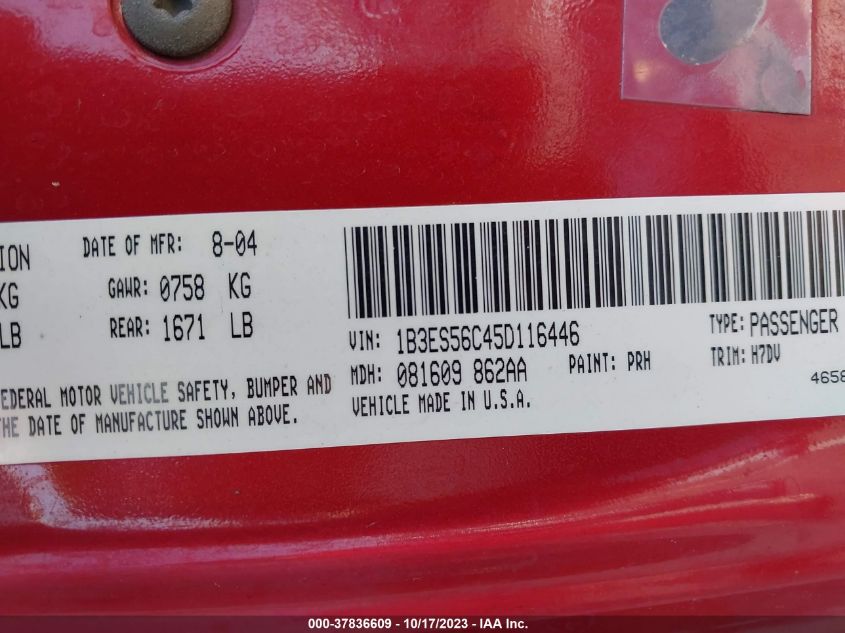 ION DATE OF MFR: 8-04
KG GAWR: 0758 KG
LB REAR: 1671 LB
FEDERAL MOTOR VEHICLE SAFETY, BUMPER AND
THE DATE OF MANUFACTURE SHOWN ABOVE.
VIN: 1B3ES56C45D116446 TYPE: PASSENGER
MDH: 081609 862AA PAINT: PRH TRIM: H7DV
VEHICLE MADE IN U.S.A. 4658
000-37836609 | 10/17/2023 | IAA Inc.